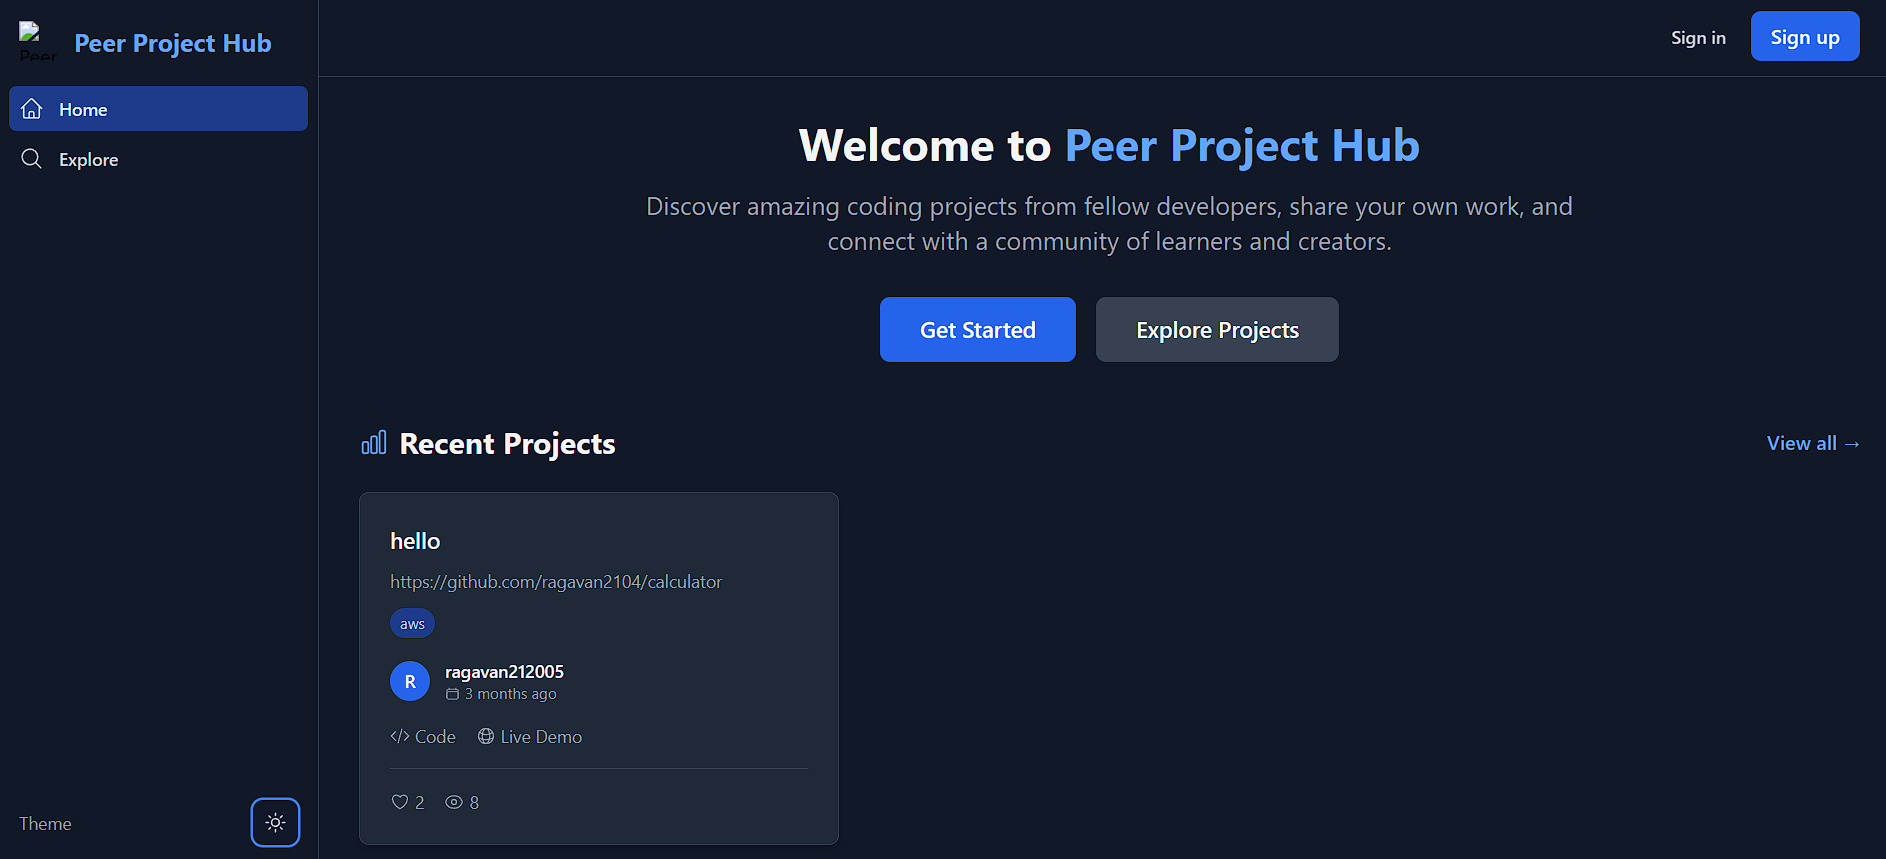 Peer
Peer Project Hub
Sign in
Sign up
Home
Explore
Welcome to Peer Project Hub
Discover amazing coding projects from fellow developers, share your own work, and
connect with a community of learners and creators.
Get Started
Explore Projects
Recent Projects
View all →
hello
https://github.com/ragavan2104/calculator
aws
R
ragavan212005
3 months ago
</> Code
Live Demo
2
8
Theme